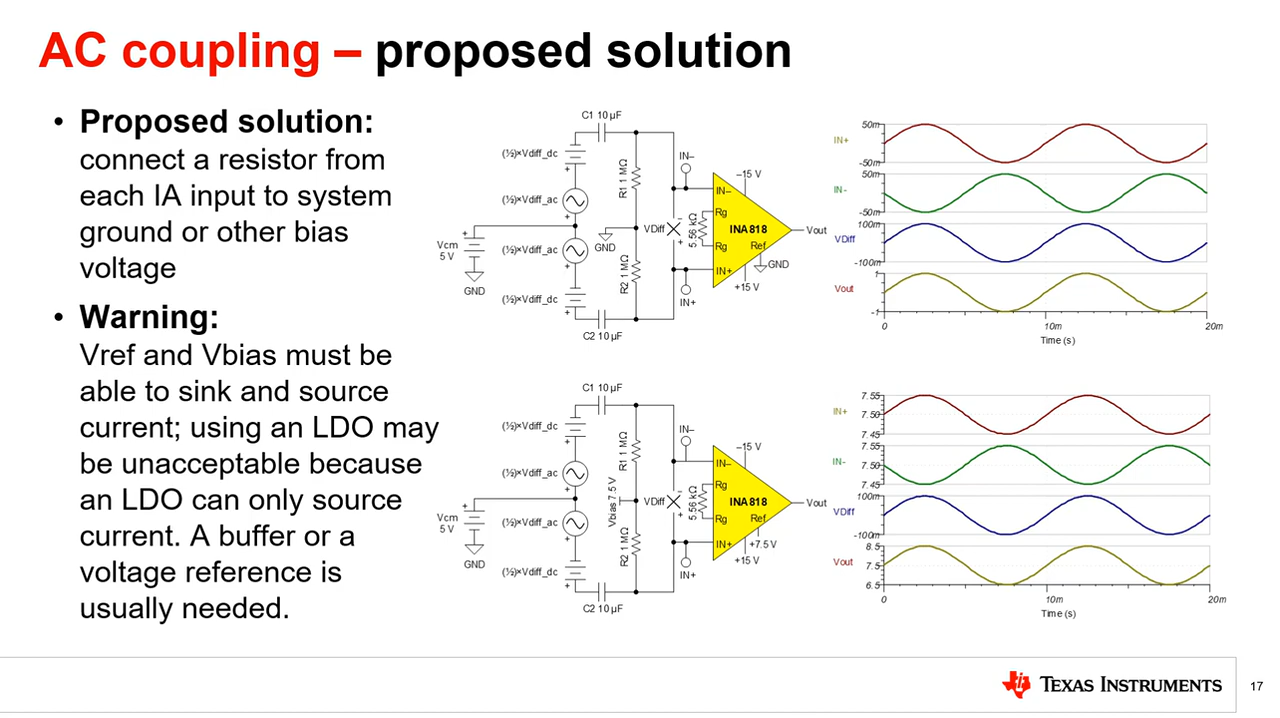 AC coupling – proposed solution
• Proposed solution:
connect a resistor from
each IA input to system
ground or other bias
voltage
• Warning:
Vref and Vbias must be
able to sink and source
current; using an LDO may
be unacceptable because
an LDO can only source
current. A buffer or a
voltage reference is
usually needed.
C1 10 µF
(½)×Vdiff_dc
+
(½)×Vdiff_ac
+
Vcm
5 V
+
GND
(½)×Vdiff_ac
+
(½)×Vdiff_dc
+
C2 10 µF
R1 1 MΩ
GND
R2 1 MΩ
IN–
VDiff
–
+
IN+
5.56 kΩ
–15 V
IN–
Rg
INA818
Rg
Ref
IN+
GND
+15 V
Vout
IN+
50m
-50m
IN-
50m
-50m
VDiff
100m
-100m
Vout
1
-1
0
10m
20m
Time (s)
C1 10 µF
(½)×Vdiff_dc
+
(½)×Vdiff_ac
+
Vcm
5 V
+
GND
(½)×Vdiff_ac
+
(½)×Vdiff_dc
+
C2 10 µF
R1 1 MΩ
Vbias 7.5 V
R2 1 MΩ
IN–
VDiff
–
+
IN+
5.56 kΩ
–15 V
IN–
Rg
INA818
Rg
Ref
IN+
+7.5 V
+15 V
Vout
IN+
7.55
7.50
7.45
IN-
7.55
7.50
7.45
VDiff
100m
-100m
Vout
8.5
7.5
6.5
0
10m
20m
Time (s)
TEXAS INSTRUMENTS
17